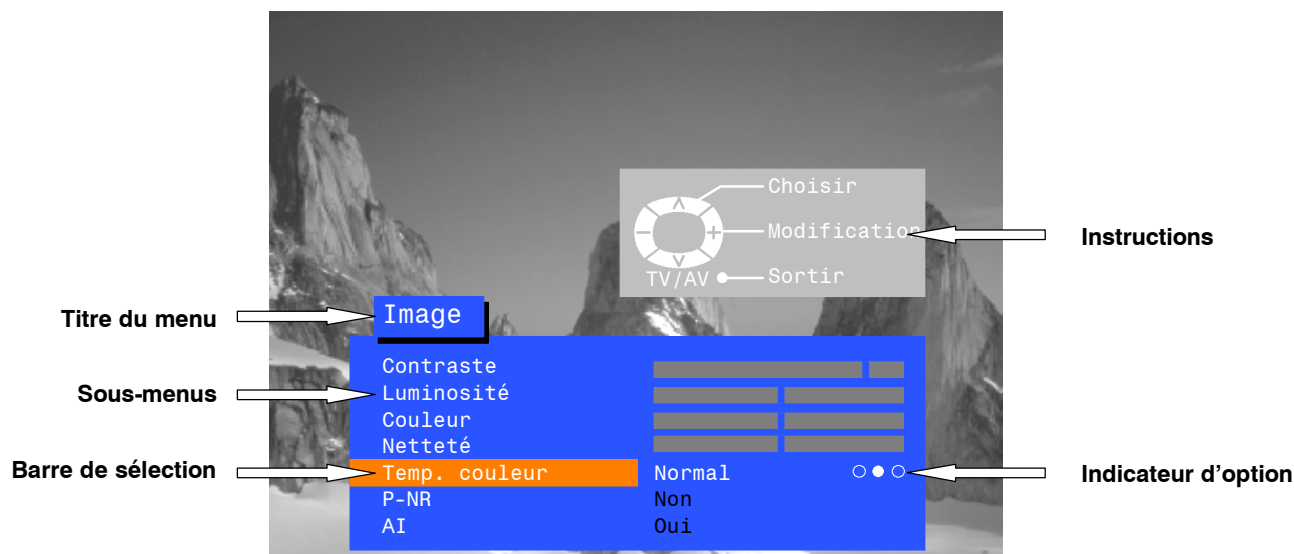 Choisir
Modification
TV/AV
Sortir
Instructions
Titre du menu
Image
Contraste
Sous-menus
Luminosité
Couleur
Netteté
Barre de sélection
Temp. couleur
Normal
Indicateur d'option
P-NR
Non
AI
Oui